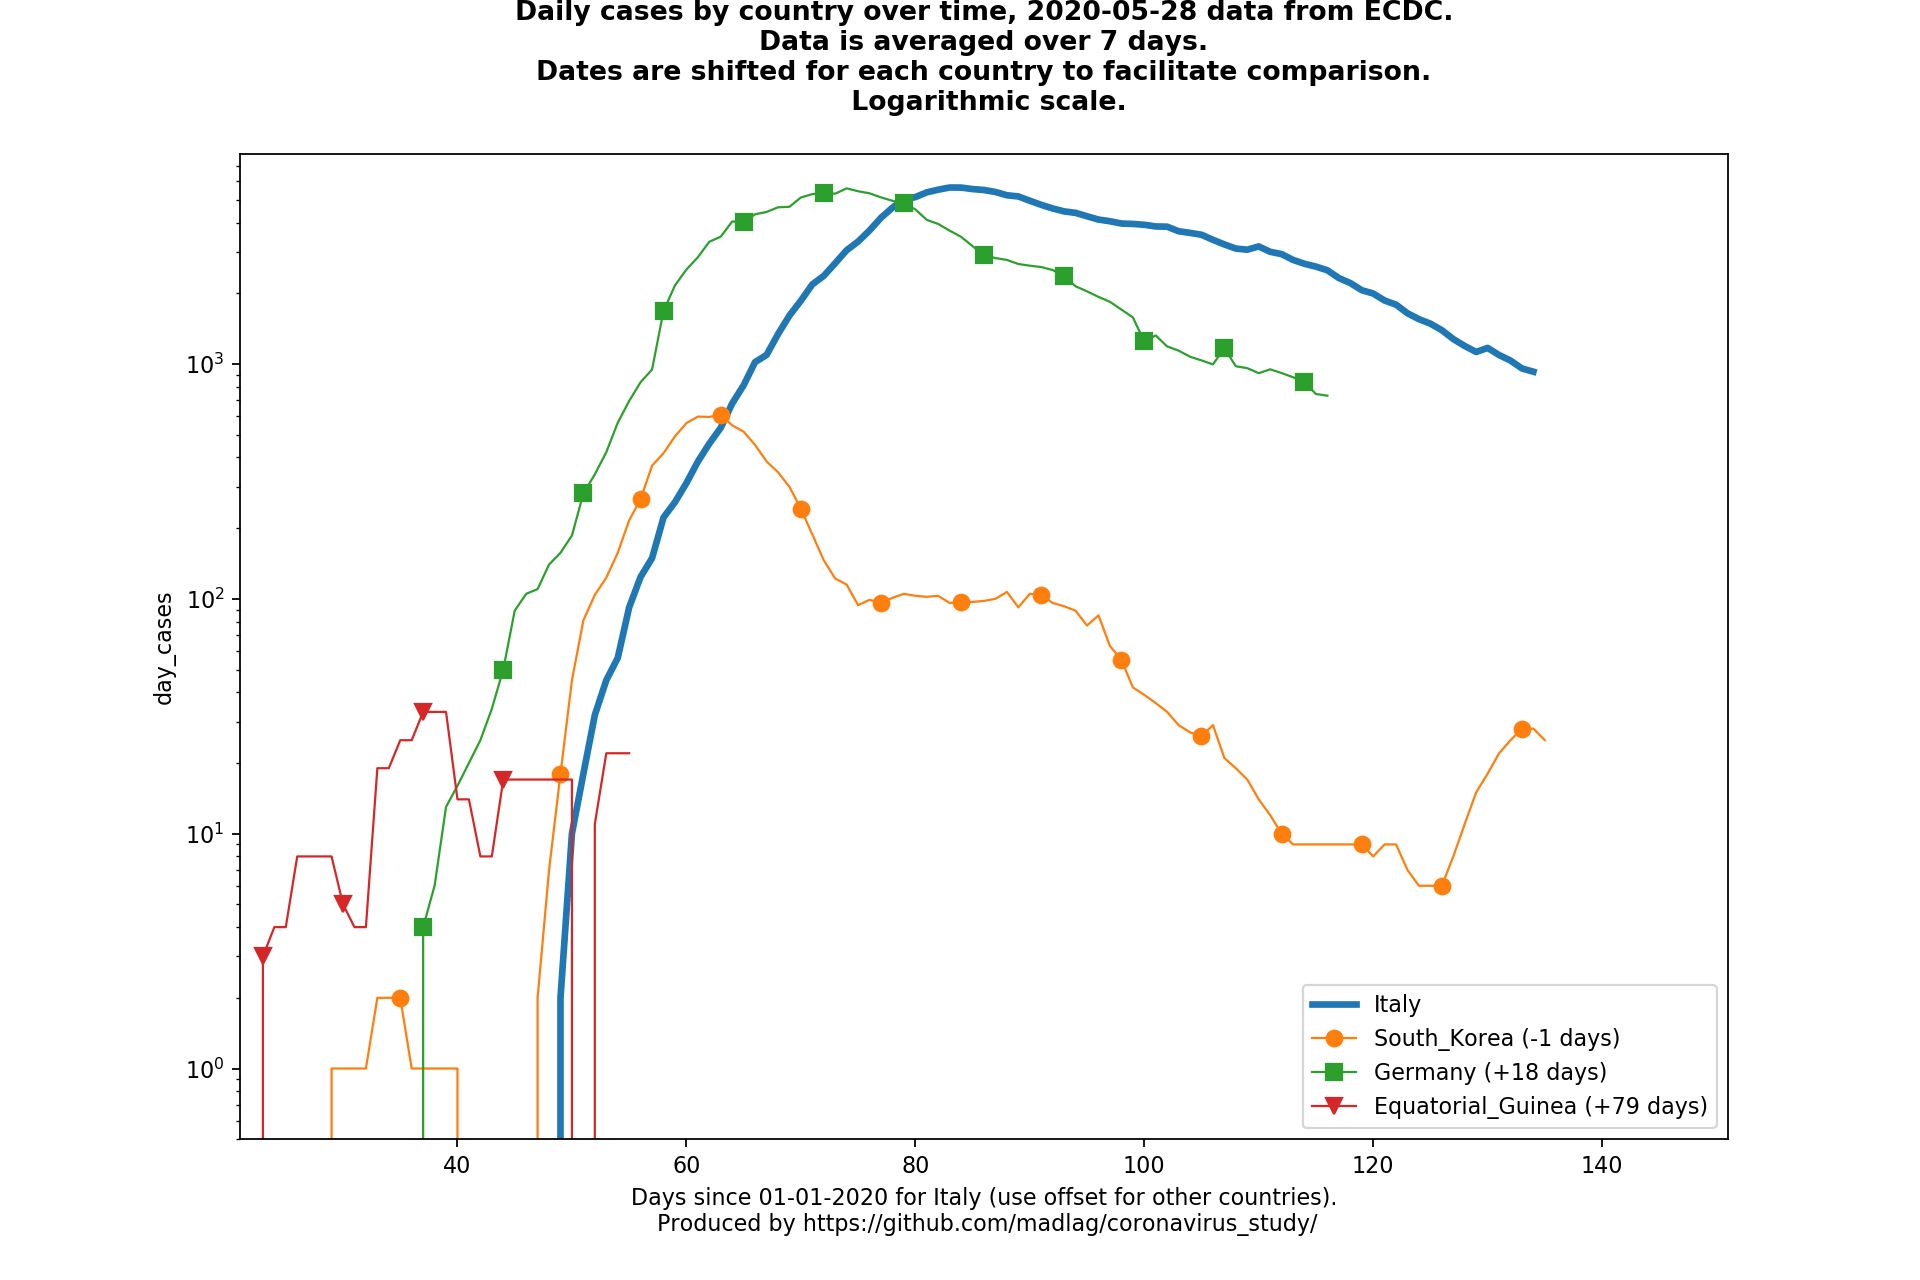 Daily cases by country over time, 2020-05-28 data from ECDC.
Data is averaged over 7 days.
Dates are shifted for each country to facilitate comparison.
Logarithmic scale.
day_cases
10³
10²
10¹
10⁰
40 60 80 100 120 140
Italy
South_Korea (-1 days)
Germany (+18 days)
Equatorial_Guinea (+79 days)
Days since 01-01-2020 for Italy (use offset for other countries).
Produced by https://github.com/madlag/coronavirus_study/